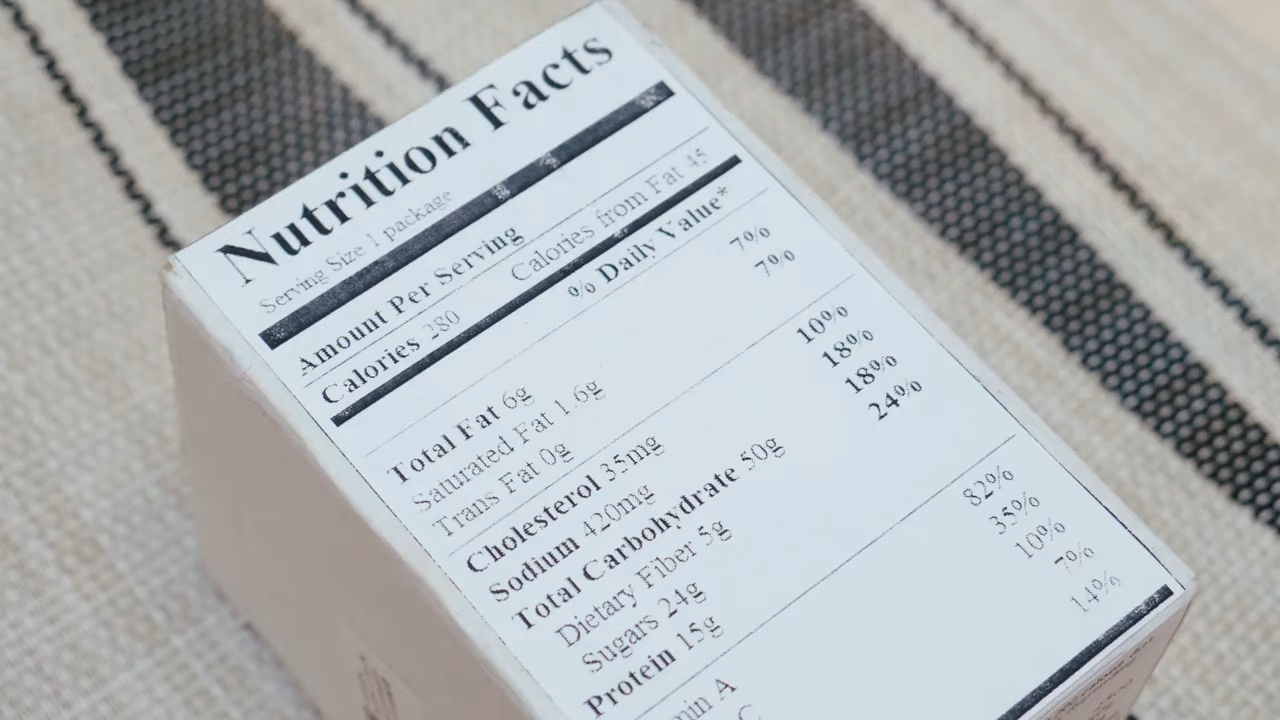 Nutrition Facts
Serving Size 1 package
Amount Per Serving
Calories 280 Calories from Fat 45
% Daily Value*
Total Fat 6g 7%
Saturated Fat 1.6g 7%
Trans Fat 0g
Cholesterol 35mg 10%
Sodium 420mg 18%
Total Carbohydrate 50g 18%
Dietary Fiber 5g 24%
Sugars 24g
Protein 15g
min A 82%
C 35%
10%
7%
14%